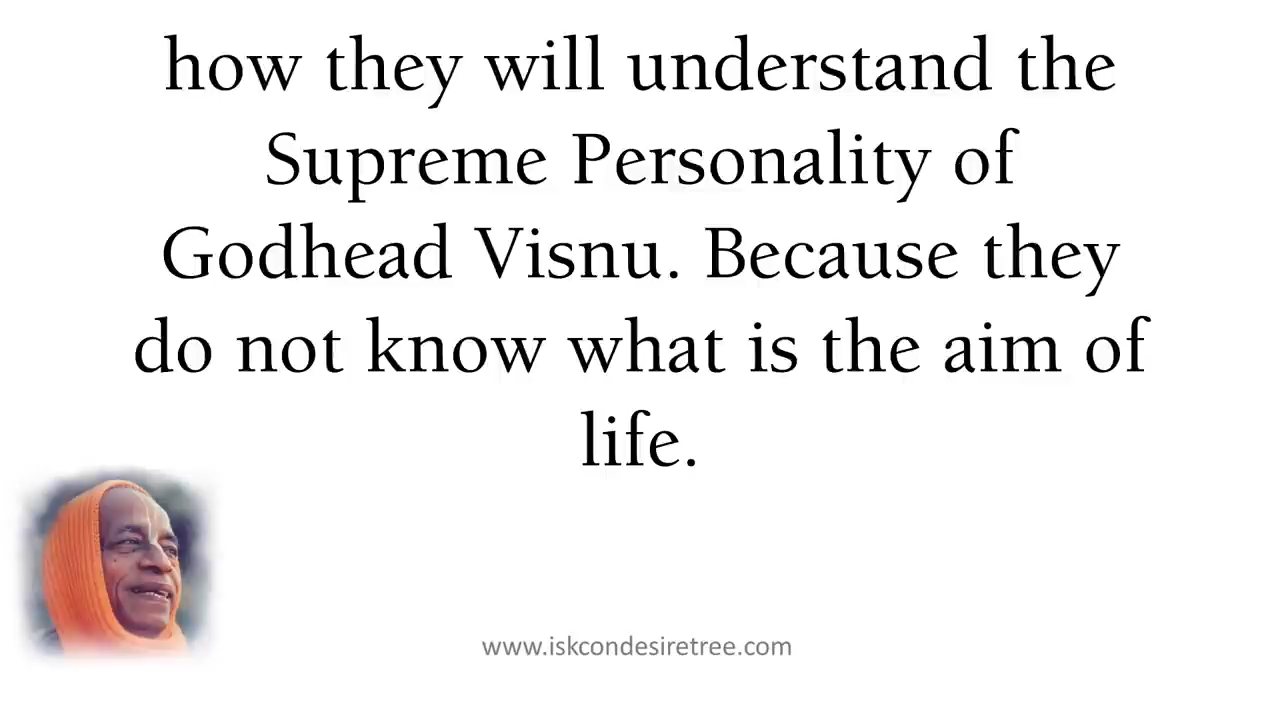 how they will understand the
Supreme Personality of
Godhead Visnu. Because they
do not know what is the aim of
life.
www.iskcondesiretree.com